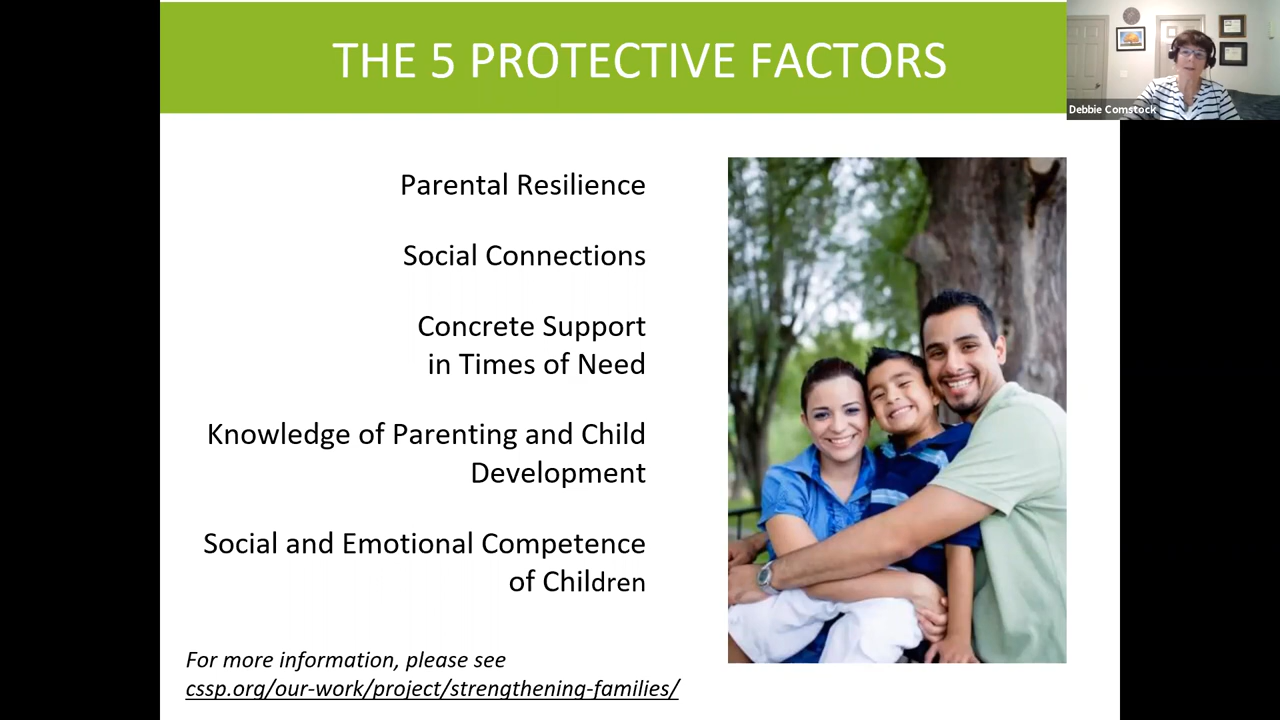 THE 5 PROTECTIVE FACTORS
Debbie Comstock
Parental Resilience
Social Connections
Concrete Support
in Times of Need
Knowledge of Parenting and Child
Development
Social and Emotional Competence
of Children
For more information, please see
cssp.org/our-work/project/strengthening-families/